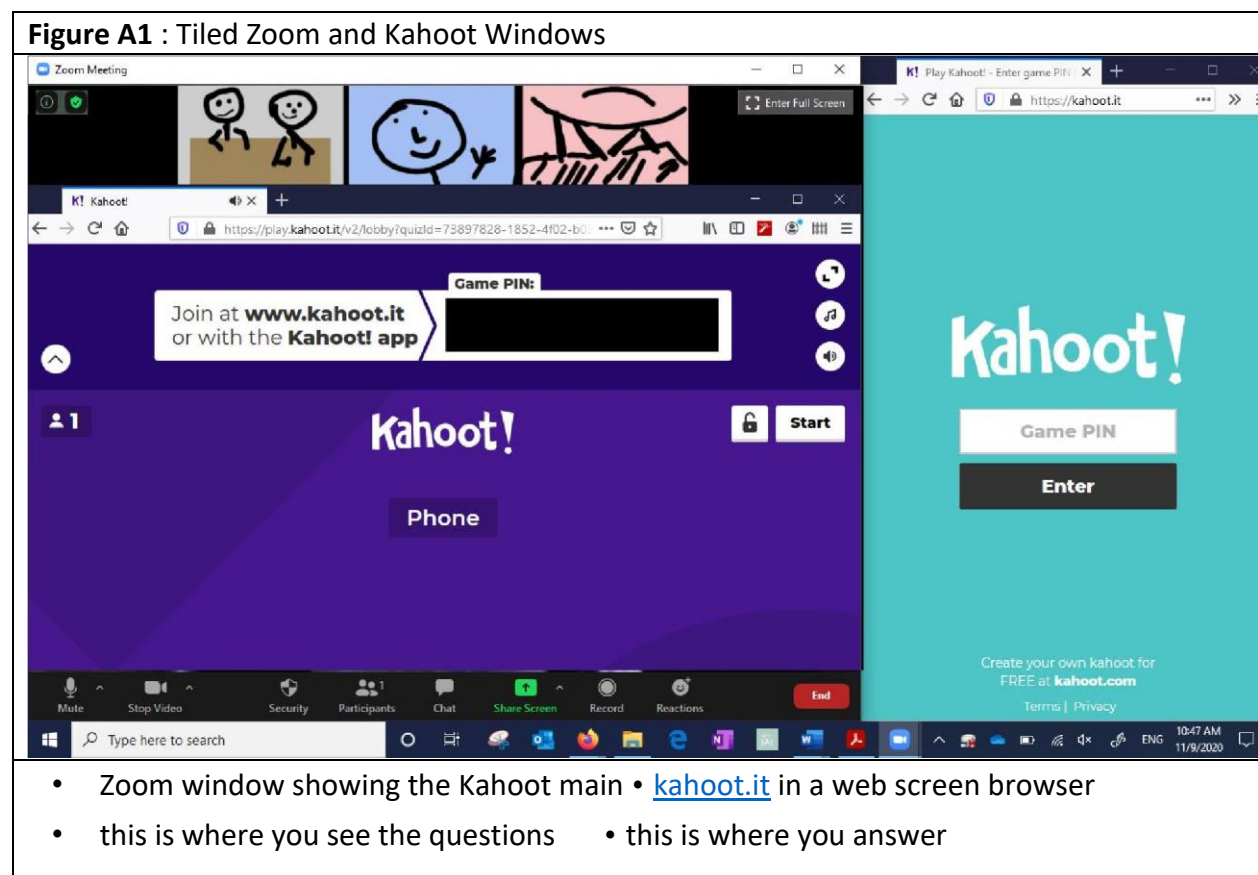 Figure A1 : Tiled Zoom and Kahoot Windows
Zoom Meeting
Enter Full Screen
K! Kahoot!
https://play.kahoot.it/v2/lobby?quizId=73897828-1852-4f02-b0
Game PIN:
Join at www.kahoot.it
or with the Kahoot! app
1
Kahoot!
Start
Phone
Mute
Stop Video
Security
Participants
1
Chat
Share Screen
Record
Reactions
End
K! Play Kahoot! - Enter game PIN
https://kahoot.it
Kahoot!
Game PIN
Enter
Create your own kahoot for
FREE at kahoot.com
Terms | Privacy
Type here to search
ENG
10:47 AM
11/9/2020
• Zoom window showing the Kahoot main • kahoot.it in a web screen browser
• this is where you see the questions • this is where you answer